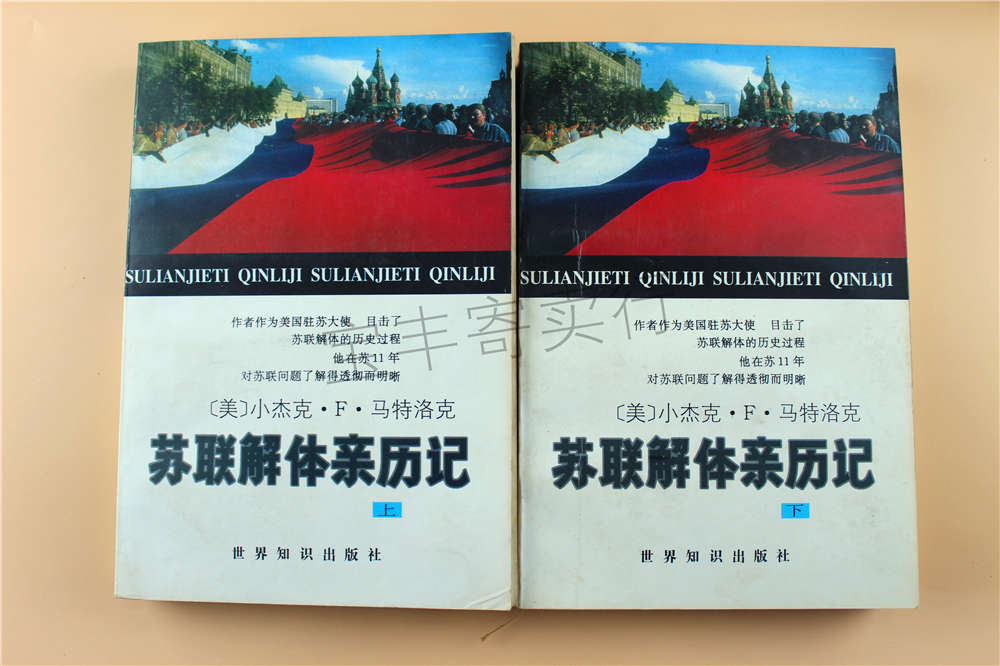 SULIANJIETI QINLIJI SULIANJIETI QINLIJI
作者作为美国驻苏大使 目击了
苏联解体的历史过程
他在苏11年
对苏联问题了解得透彻而明晰
〔美〕小杰克·F·马特洛克
苏联解体亲历记
上
世界知识出版社
SULIANJIETI QINLIJI SULIANJIETI QINLIJI
作者作为美国驻苏大使 目击了
苏联解体的历史过程
他在苏11年
对苏联问题了解得透彻而明晰
〔美〕小杰克·F·马特洛克
苏联解体亲历记
下
世界知识出版社
宝丰寄卖行